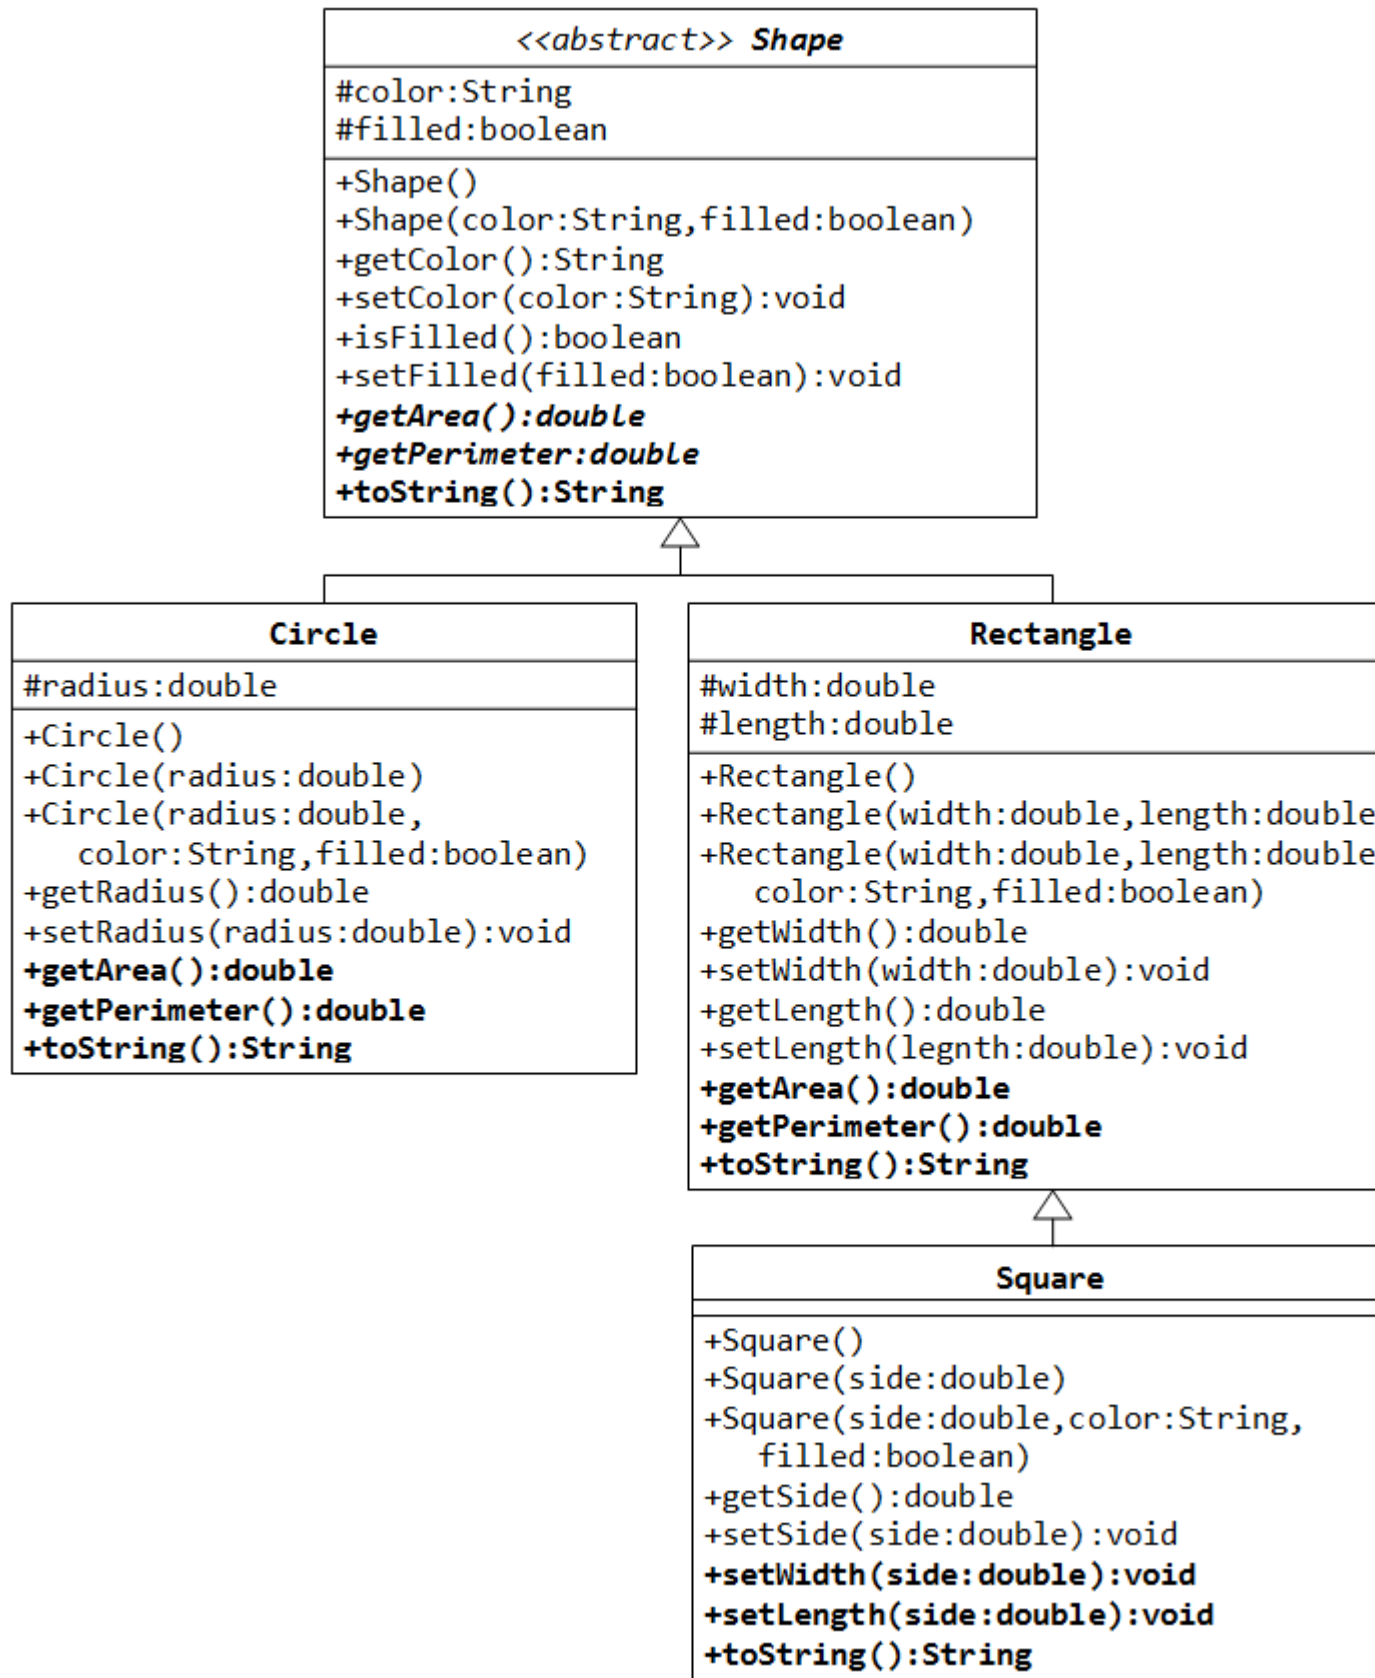 <<abstract>> Shape
#color:String
#filled:boolean
+Shape()
+Shape(color:String,filled:boolean)
+getColor():String
+setColor(color:String):void
+isFilled():boolean
+setFilled(filled:boolean):void
+getArea():double
+getPerimeter:double
+toString():String
Circle
#radius:double
+Circle()
+Circle(radius:double)
+Circle(radius:double,
color:String,filled:boolean)
+getRadius():double
+setRadius(radius:double):void
+getArea():double
+getPerimeter():double
+toString():String
Rectangle
#width:double
#length:double
+Rectangle()
+Rectangle(width:double,length:double
+Rectangle(width:double,length:double
color:String,filled:boolean)
+getWidth():double
+setWidth(width:double):void
+getLength():double
+setLength(legnth:double):void
+getArea():double
+getPerimeter():double
+toString():String
Square
+Square()
+Square(side:double)
+Square(side:double,color:String,
filled:boolean)
+getSide():double
+setSide(side:double):void
+setWidth(side:double):void
+setLength(side:double):void
+toString():String